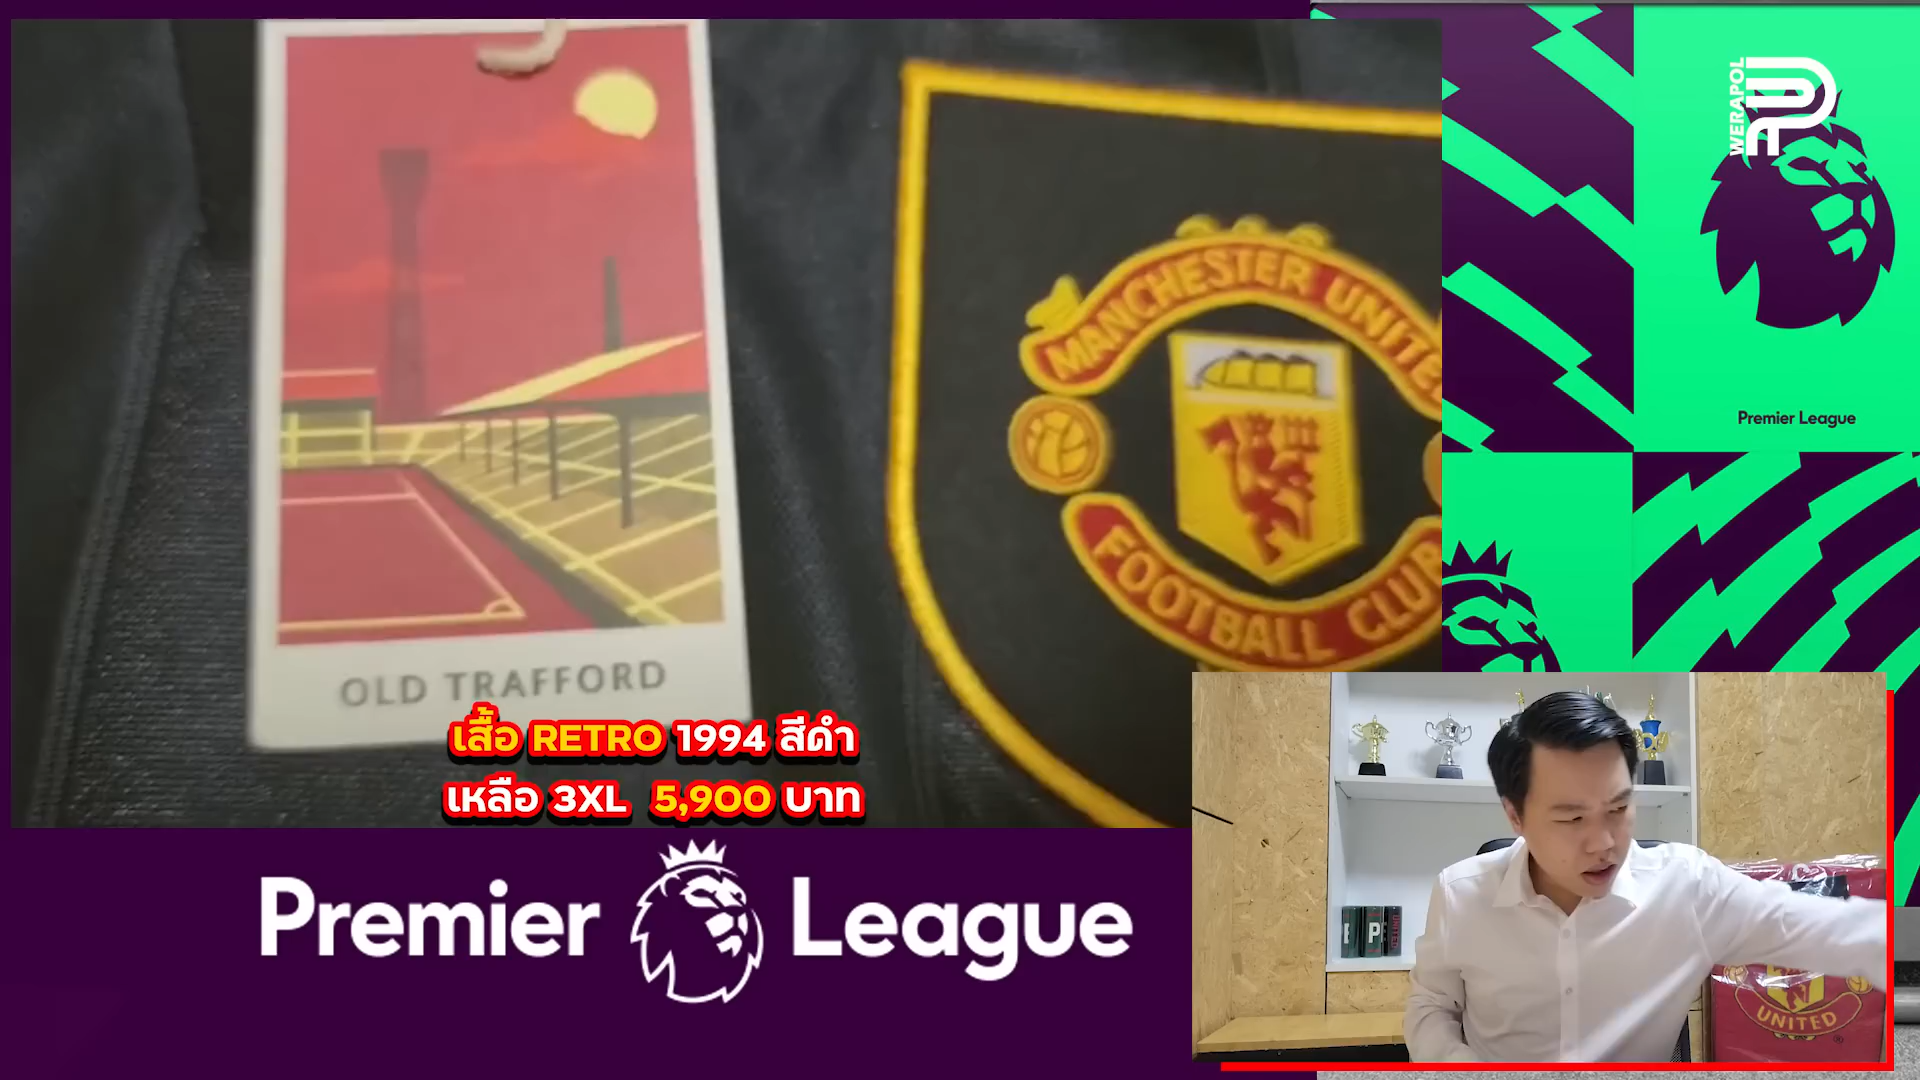 WERAPOL
MANCHESTER UNITE
FOOTBALL CLUB
OLD TRAFFORD
เสื้อ RETRO 1994 สีดำ
เหลือ 3XL 5,900 บาท
Premier League
Premier League
UNITED